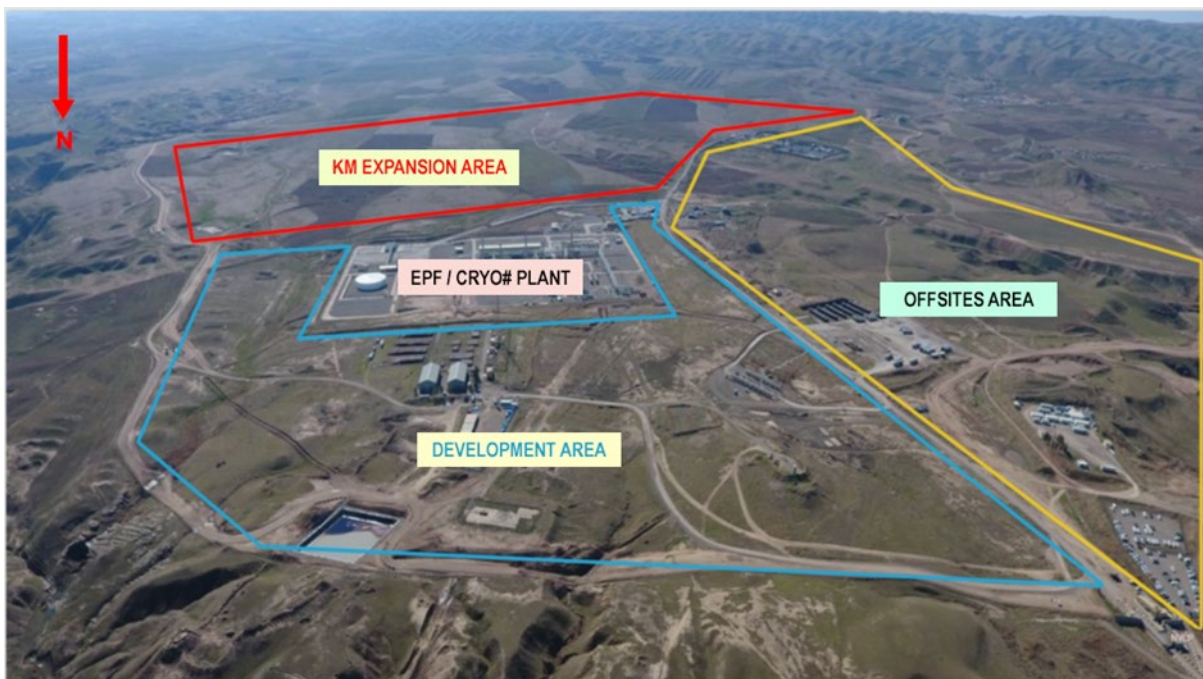 N
KM EXPANSION AREA
EPF / CRYO# PLANT
OFFSITES AREA
DEVELOPMENT AREA